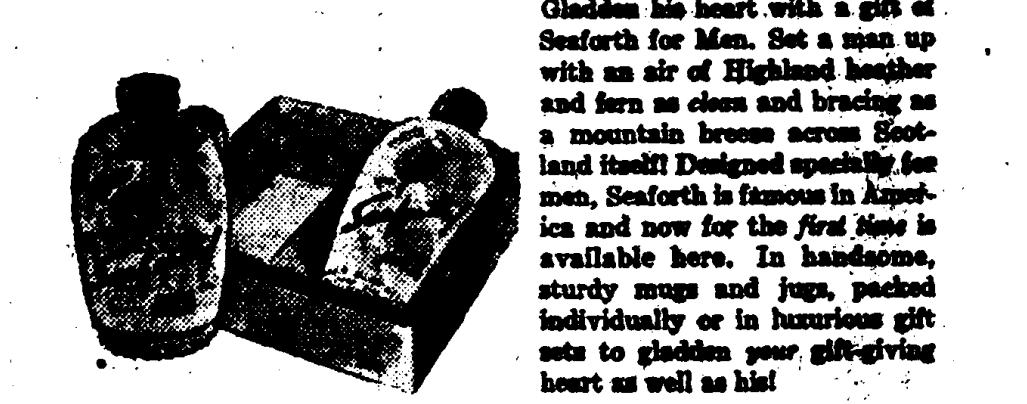 Gladden his heart with a gift of
Seaforth for Men. Set a man up
with an air of Highland heather
and fern as clean and bracing as
a mountain breeze across Scot-
land itself! Designed specially for
men, Seaforth is famous in Amer-
ica and now for the first time is
available here. In handsome,
sturdy mugs and jugs, packed
individually or in luxurious gift
sets to gladden your gift-giving
heart as well as his!